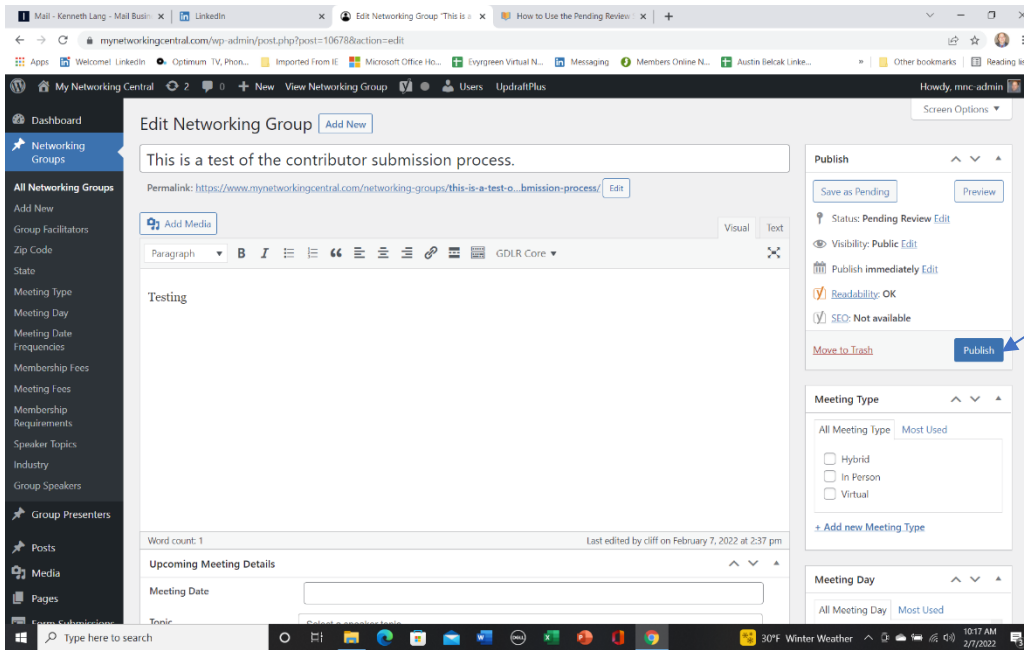 Mail - Kenneth Lang - Mail Busin
LinkedIn
Edit Networking Group "This is a
How to Use the Pending Review
mynetworkingcentral.com/wp-admin/post.php?post=10678&action=edit
Apps
Welcome! LinkedIn
Optimum TV, Phon...
Imported From IE
Microsoft Office Ho...
Evyrgreen Virtual N...
Messaging
Members Online N...
Austin Belcak Linke...
»
Other bookmarks
Reading lis
My Networking Central
2
0
+ New
View Networking Group
Users
UpdraftPlus
Howdy, mnc-admin
Screen Options ▼
Dashboard
Networking
Groups
All Networking Groups
Add New
Group Facilitators
Zip Code
State
Meeting Type
Meeting Day
Meeting Date
Frequencies
Membership Fees
Meeting Fees
Membership
Requirements
Speaker Topics
Industry
Group Speakers
Group Presenters
Posts
Media
Pages
Form Submissions
Edit Networking Group
Add New
This is a test of the contributor submission process.
Permalink: https://www.mynetworkingcentral.com/networking-groups/this-is-a-test-o...bmission-process/ Edit
Add Media
Visual
Text
Paragraph ▼
B I
GDLR Core ▼
Testing
Word count: 1
Last edited by cliff on February 7, 2022 at 2:37 pm
Upcoming Meeting Details
Meeting Date
Topic
Select a speaker topic
Publish
Save as Pending
Preview
Status: Pending Review Edit
Visibility: Public Edit
Publish immediately Edit
Readability: OK
SEO: Not available
Move to Trash
Publish
Meeting Type
All Meeting Type
Most Used
Hybrid
In Person
Virtual
+ Add new Meeting Type
Meeting Day
All Meeting Day
Most Used
Type here to search
DELL
30°F Winter Weather
10:17 AM
2/7/2022
3